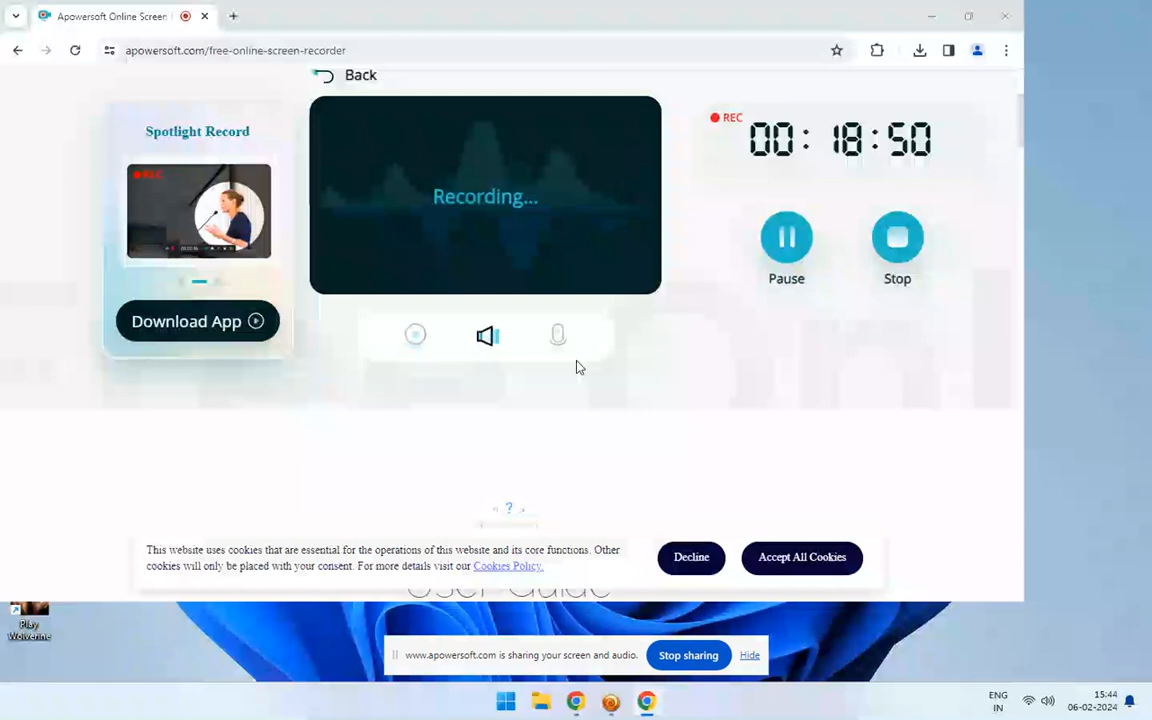 Apowersoft Online Screen
apowersoft.com/free-online-screen-recorder
Back
Spotlight Record
REC
Download App
Recording...
REC
00: 18:50
Pause
Stop
?
This website uses cookies that are essential for the operations of this website and its core functions. Other
cookies will only be placed with your consent. For more details visit our Cookies Policy.
Decline
Accept All Cookies
User Guide
Play
Wolverine
www.apowersoft.com is sharing your screen and audio.
Stop sharing
Hide
ENG
IN
15:44
06-02-2024